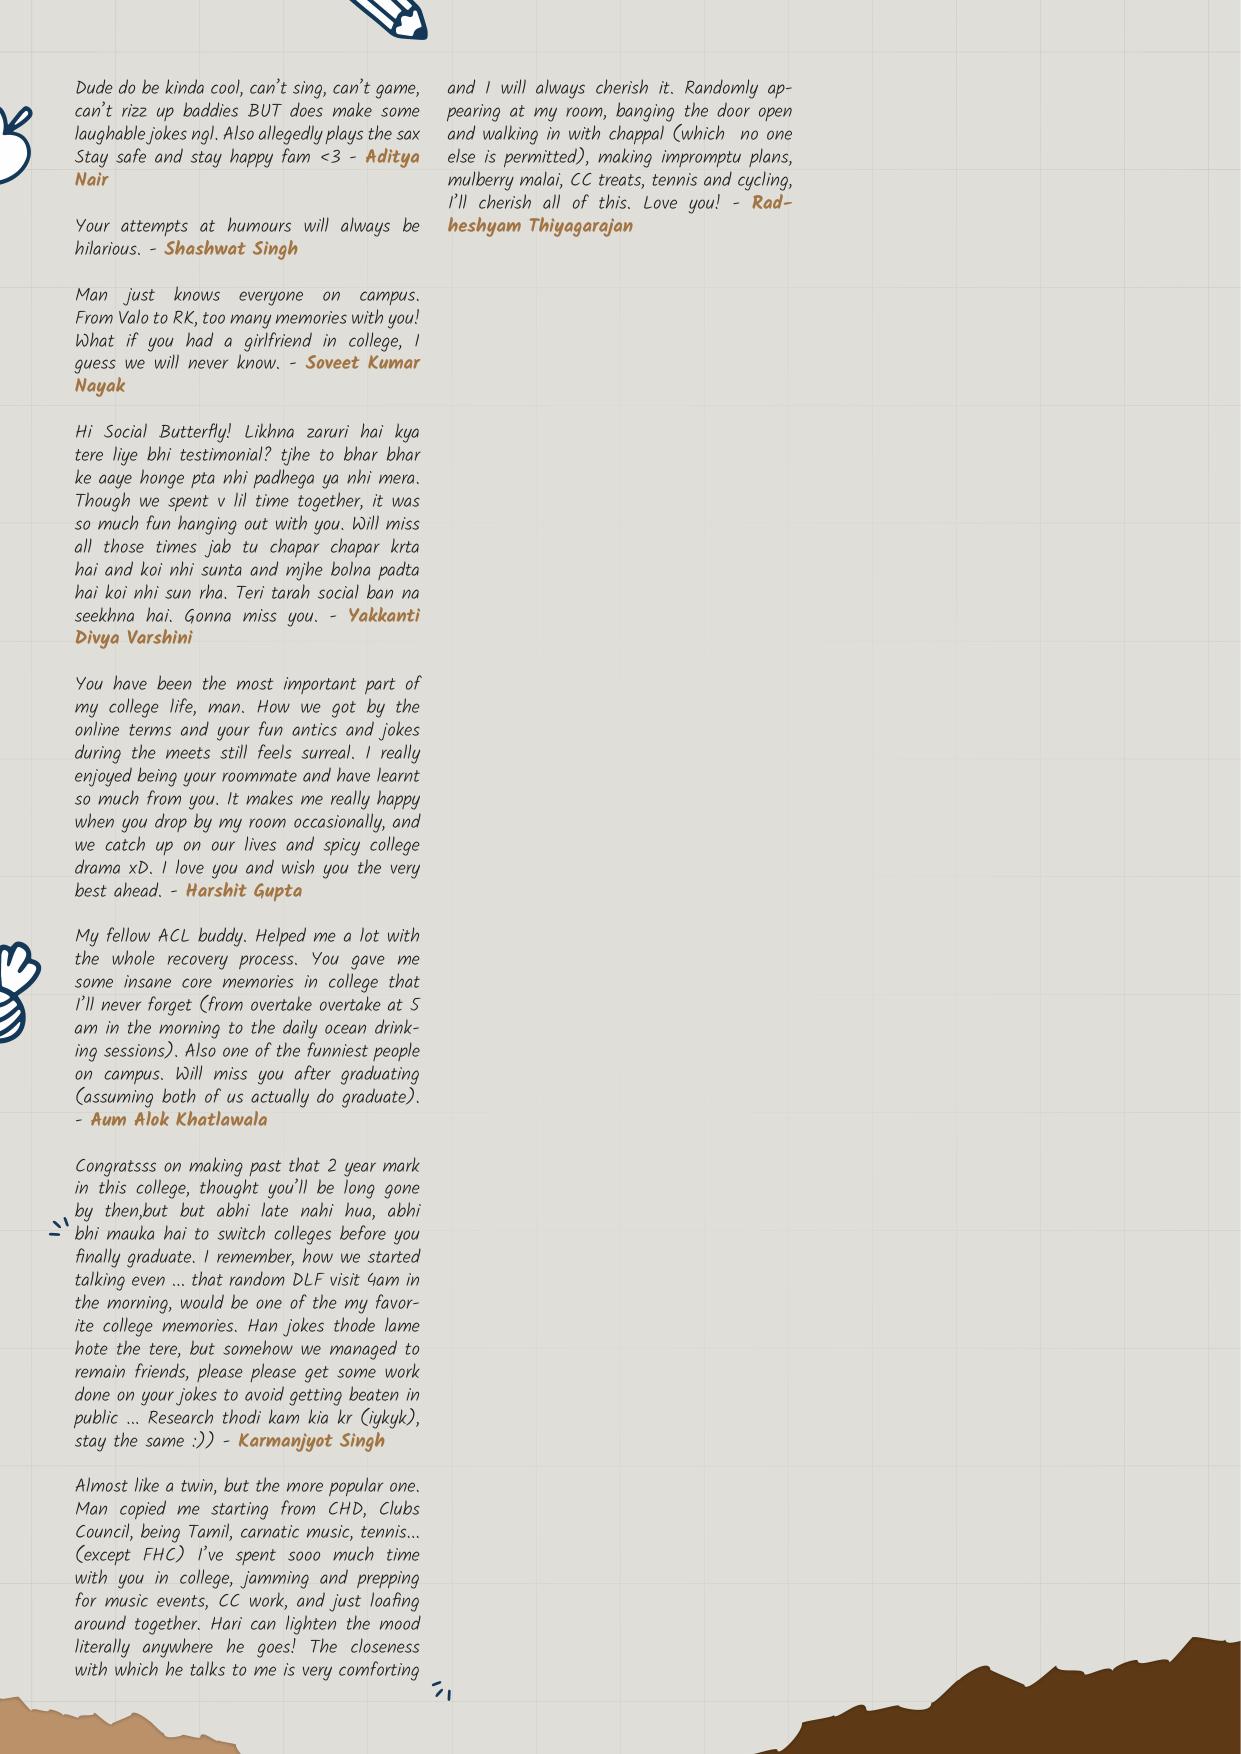 Dude do be kinda cool, can't sing, can't game,
can't rizz up baddies BUT does make some
laughable jokes ngl. Also allegedly plays the sax
Stay safe and stay happy fam <3 - Aditya
Nair
Your attempts at humours will always be
hilarious. - Shashwat Singh
Man just knows everyone on campus.
From Valo to RK, too many memories with you!
What if you had a girlfriend in college, I
guess we will never know. - Soveet Kumar
Nayak
Hi Social Butterfly! Likhna zaruri hai kya
tere liye bhi testimonial? tjhe to bhar bhar
ke aaye honge pta nhi padhega ya nhi mera.
Though we spent v lil time together, it was
so much fun hanging out with you. Will miss
all those times jab tu chapar chapar krta
hai and koi nhi sunta and mjhe bolna padta
hai koi nhi sun rha. Teri tarah social ban na
seekhna hai. Gonna miss you. - Yakkanti
Divya Varshini
You have been the most important part of
my college life, man. How we got by the
online terms and your fun antics and jokes
during the meets still feels surreal. I really
enjoyed being your roommate and have learnt
so much from you. It makes me really happy
when you drop by my room occasionally, and
we catch up on our lives and spicy college
drama xD. I love you and wish you the very
best ahead. - Harshit Gupta
My fellow ACL buddy. Helped me a lot with
the whole recovery process. You gave me
some insane core memories in college that
I'll never forget (from overtake overtake at 5
am in the morning to the daily ocean drink-
ing sessions). Also one of the funniest people
on campus. Will miss you after graduating
(assuming both of us actually do graduate).
- Aum Alok Khatlawala
Congratsss on making past that 2 year mark
in this college, thought you'll be long gone
by then,but but abhi late nahi hua, abhi
bhi mauka hai to switch colleges before you
finally graduate. I remember, how we started
talking even ... that random DLF visit 4am in
the morning, would be one of the my favor-
ite college memories. Han jokes thode lame
hote the tere, but somehow we managed to
remain friends, please please get some work
done on your jokes to avoid getting beaten in
public ... Research thodi kam kia kr (iykyk),
stay the same :)) - Karmanjyot Singh
Almost like a twin, but the more popular one.
Man copied me starting from CHD, Clubs
Council, being Tamil, carnatic music, tennis...
(except FHC) I've spent sooo much time
with you in college, jamming and prepping
for music events, CC work, and just loafing
around together. Hari can lighten the mood
literally anywhere he goes! The closeness
with which he talks to me is very comforting
and I will always cherish it. Randomly ap-
pearing at my room, banging the door open
and walking in with chappal (which no one
else is permitted), making impromptu plans,
mulberry malai, CC treats, tennis and cycling,
I'll cherish all of this. Love you! - Rad-
heshyam Thiyagarajan